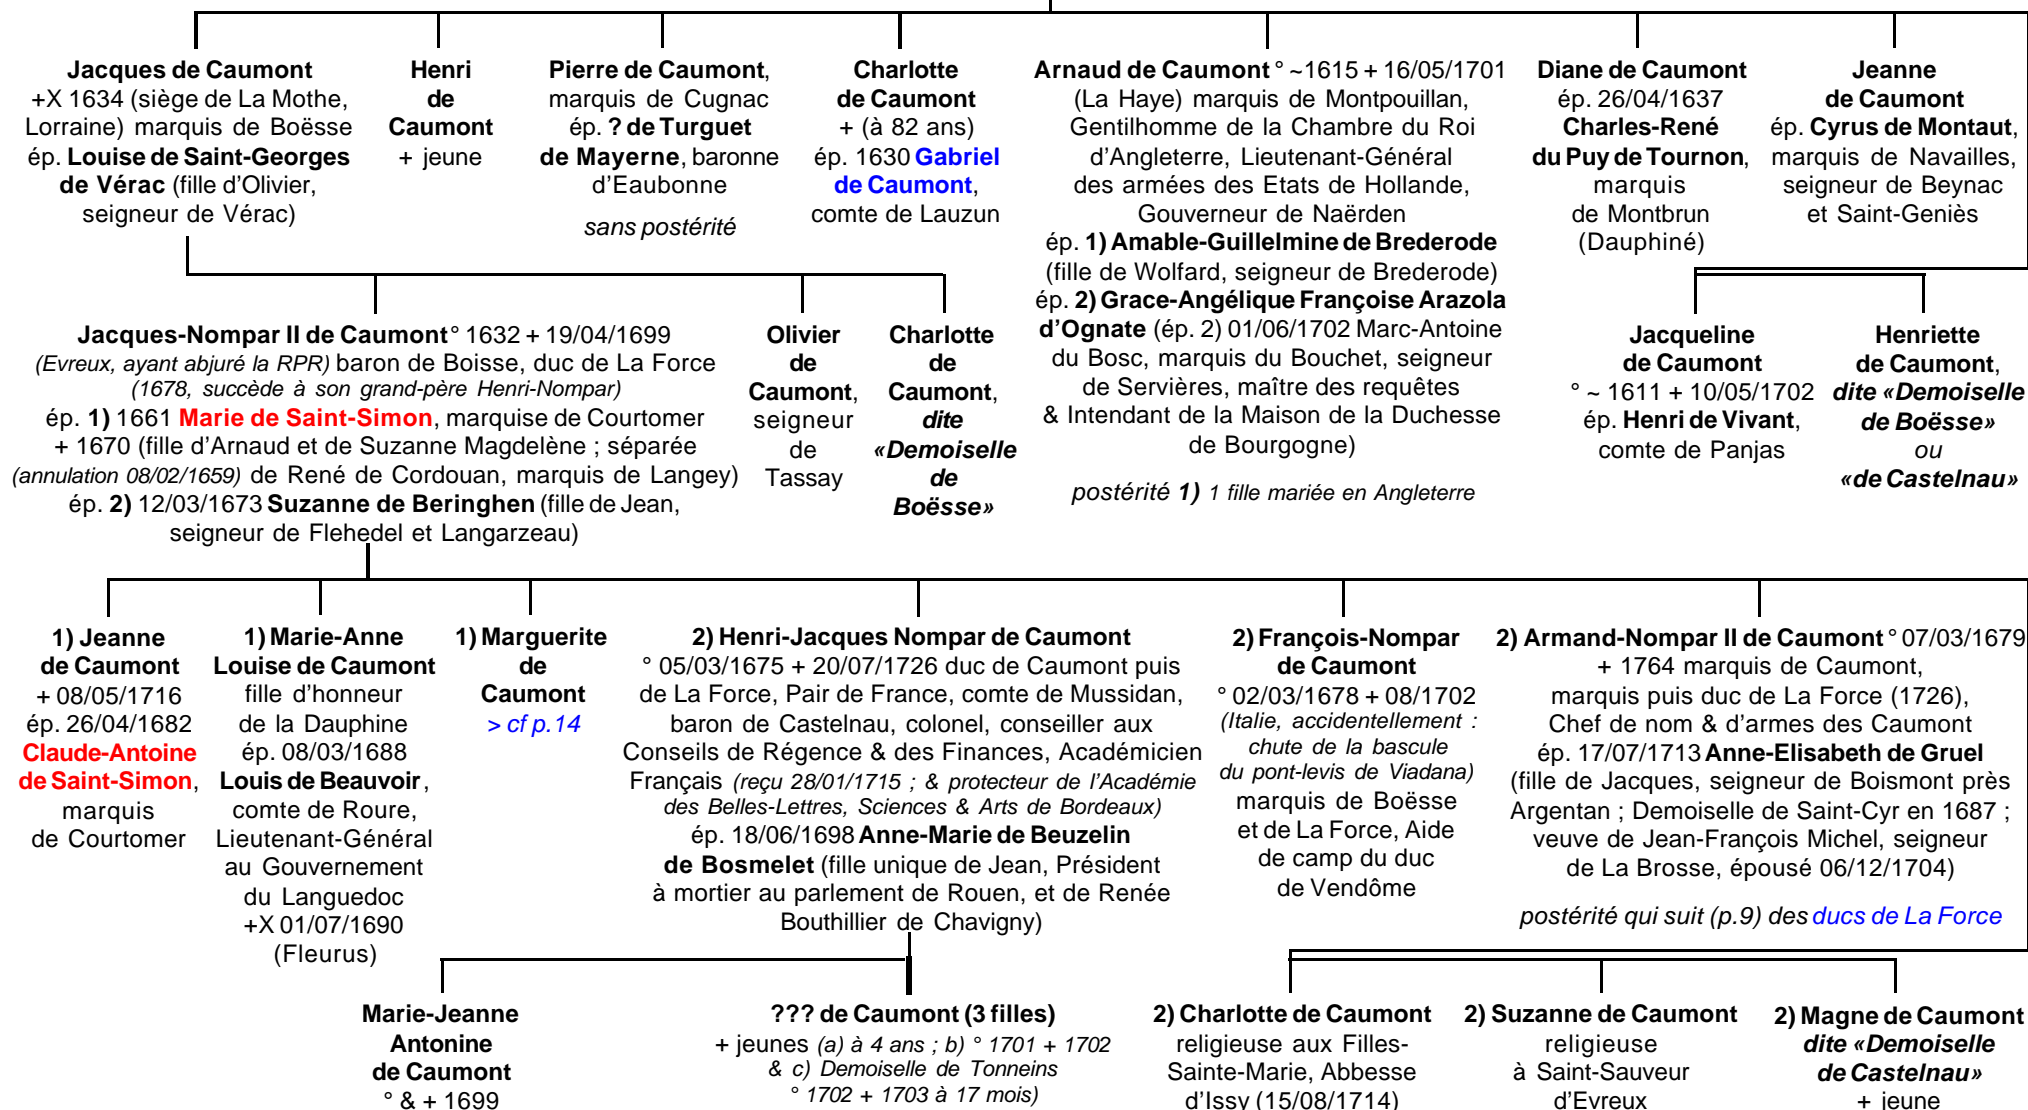 Jacques de Caumont
+X 1634 (siège de La Mothe,
Lorraine) marquis de Boësse
ép. Louise de Saint-Georges
de Vérac (fille d’Olivier,
seigneur de Vérac)
Henri
de
Caumont
+ jeune
Pierre de Caumont,
marquis de Cugnac
ép. ? de Turguet
de Mayerne, baronne
d’Eaubonne
sans postérité
Charlotte
de Caumont
+ (à 82 ans)
ép. 1630 Gabriel
de Caumont,
comte de Lauzun
Arnaud de Caumont ° ~1615 + 16/05/1701
(La Haye) marquis de Montpouillan,
Gentilhomme de la Chambre du Roi
d’Angleterre, Lieutenant-Général
des armées des Etats de Hollande,
Gouverneur de Naërden
ép. 1) Amable-Guillelmine de Brederode
(fille de Wolfard, seigneur de Brederode)
ép. 2) Grace-Angélique Françoise Arazola
d’Ognate (ép. 2) 01/06/1702 Marc-Antoine
du Bosc, marquis du Bouchet, seigneur
de Servières, maître des requêtes
& Intendant de la Maison de la Duchesse
de Bourgogne)
postérité 1) 1 fille mariée en Angleterre
Diane de Caumont
ép. 26/04/1637
Charles-René
du Puy de Tournon,
marquis
de Montbrun
(Dauphiné)
Jeanne
de Caumont
ép. Cyrus de Montaut,
marquis de Navailles,
seigneur de Beynac
et Saint-Geniès
Jacques-Nompar II de Caumont ° 1632 + 19/04/1699
(Evreux, ayant abjuré la RPR) baron de Boisse, duc de La Force
(1678, succède à son grand-père Henri-Nompar)
ép. 1) 1661 Marie de Saint-Simon, marquise de Courtomer
+ 1670 (fille d’Arnaud et de Suzanne Magdelène ; séparée
(annulation 08/02/1659) de René de Cordouan, marquis de Langey)
ép. 2) 12/03/1673 Suzanne de Beringhen (fille de Jean,
seigneur de Flehedel et Langarzeau)
Olivier
de
Caumont,
seigneur
de
Tassay
Charlotte
de
Caumont,
dite
«Demoiselle
de
Boësse»
Jacqueline
de Caumont
° ~ 1611 + 10/05/1702
ép. Henri de Vivant,
comte de Panjas
Henriette
de Caumont,
dite «Demoiselle
de Boësse»
ou
«de Castelnau»
1) Jeanne
de Caumont
+ 08/05/1716
ép. 26/04/1682
Claude-Antoine
de Saint-Simon,
marquis
de Courtomer
1) Marie-Anne
Louise de Caumont
fille d’honneur
de la Dauphine
ép. 08/03/1688
Louis de Beauvoir,
comte de Roure,
Lieutenant-Général
au Gouvernement
du Languedoc
+X 01/07/1690
(Fleurus)
1) Marguerite
de
Caumont
> cf p.14
2) Henri-Jacques Nompar de Caumont
° 05/03/1675 + 20/07/1726 duc de Caumont puis
de La Force, Pair de France, comte de Mussidan,
baron de Castelnau, colonel, conseiller aux
Conseils de Régence & des Finances, Académicien
Français (reçu 28/01/1715 ; & protecteur de l’Académie
des Belles-Lettres, Sciences & Arts de Bordeaux)
ép. 18/06/1698 Anne-Marie de Beuzelin
de Bosmelet (fille unique de Jean, Président
à mortier au parlement de Rouen, et de Renée
Bouthillier de Chavigny)
2) François-Nompar
de Caumont
° 02/03/1678 + 08/1702
(Italie, accidentellement :
chute de la bascule
du pont-levis de Viadana)
marquis de Boësse
et de La Force, Aide
de camp du duc
de Vendôme
2) Armand-Nompar II de Caumont ° 07/03/1679
+ 1764 marquis de Caumont,
marquis puis duc de La Force (1726),
Chef de nom & d’armes des Caumont
ép. 17/07/1713 Anne-Elisabeth de Gruel
(fille de Jacques, seigneur de Boismont près
Argentan ; Demoiselle de Saint-Cyr en 1687 ;
veuve de Jean-François Michel, seigneur
de La Brosse, épousé 06/12/1704)
postérité qui suit (p.9) des ducs de La Force
Marie-Jeanne
Antonine
de Caumont
° & + 1699
??? de Caumont (3 filles)
+ jeunes (a) à 4 ans ; b) ° 1701 + 1702
& c) Demoiselle de Tonneins
° 1702 + 1703 à 17 mois)
2) Charlotte de Caumont
religieuse aux Filles-
Sainte-Marie, Abbesse
d’Issy (15/08/1714)
2) Suzanne de Caumont
religieuse
à Saint-Sauveur
d’Evreux
2) Magne de Caumont
dite «Demoiselle
de Castelnau»
+ jeune